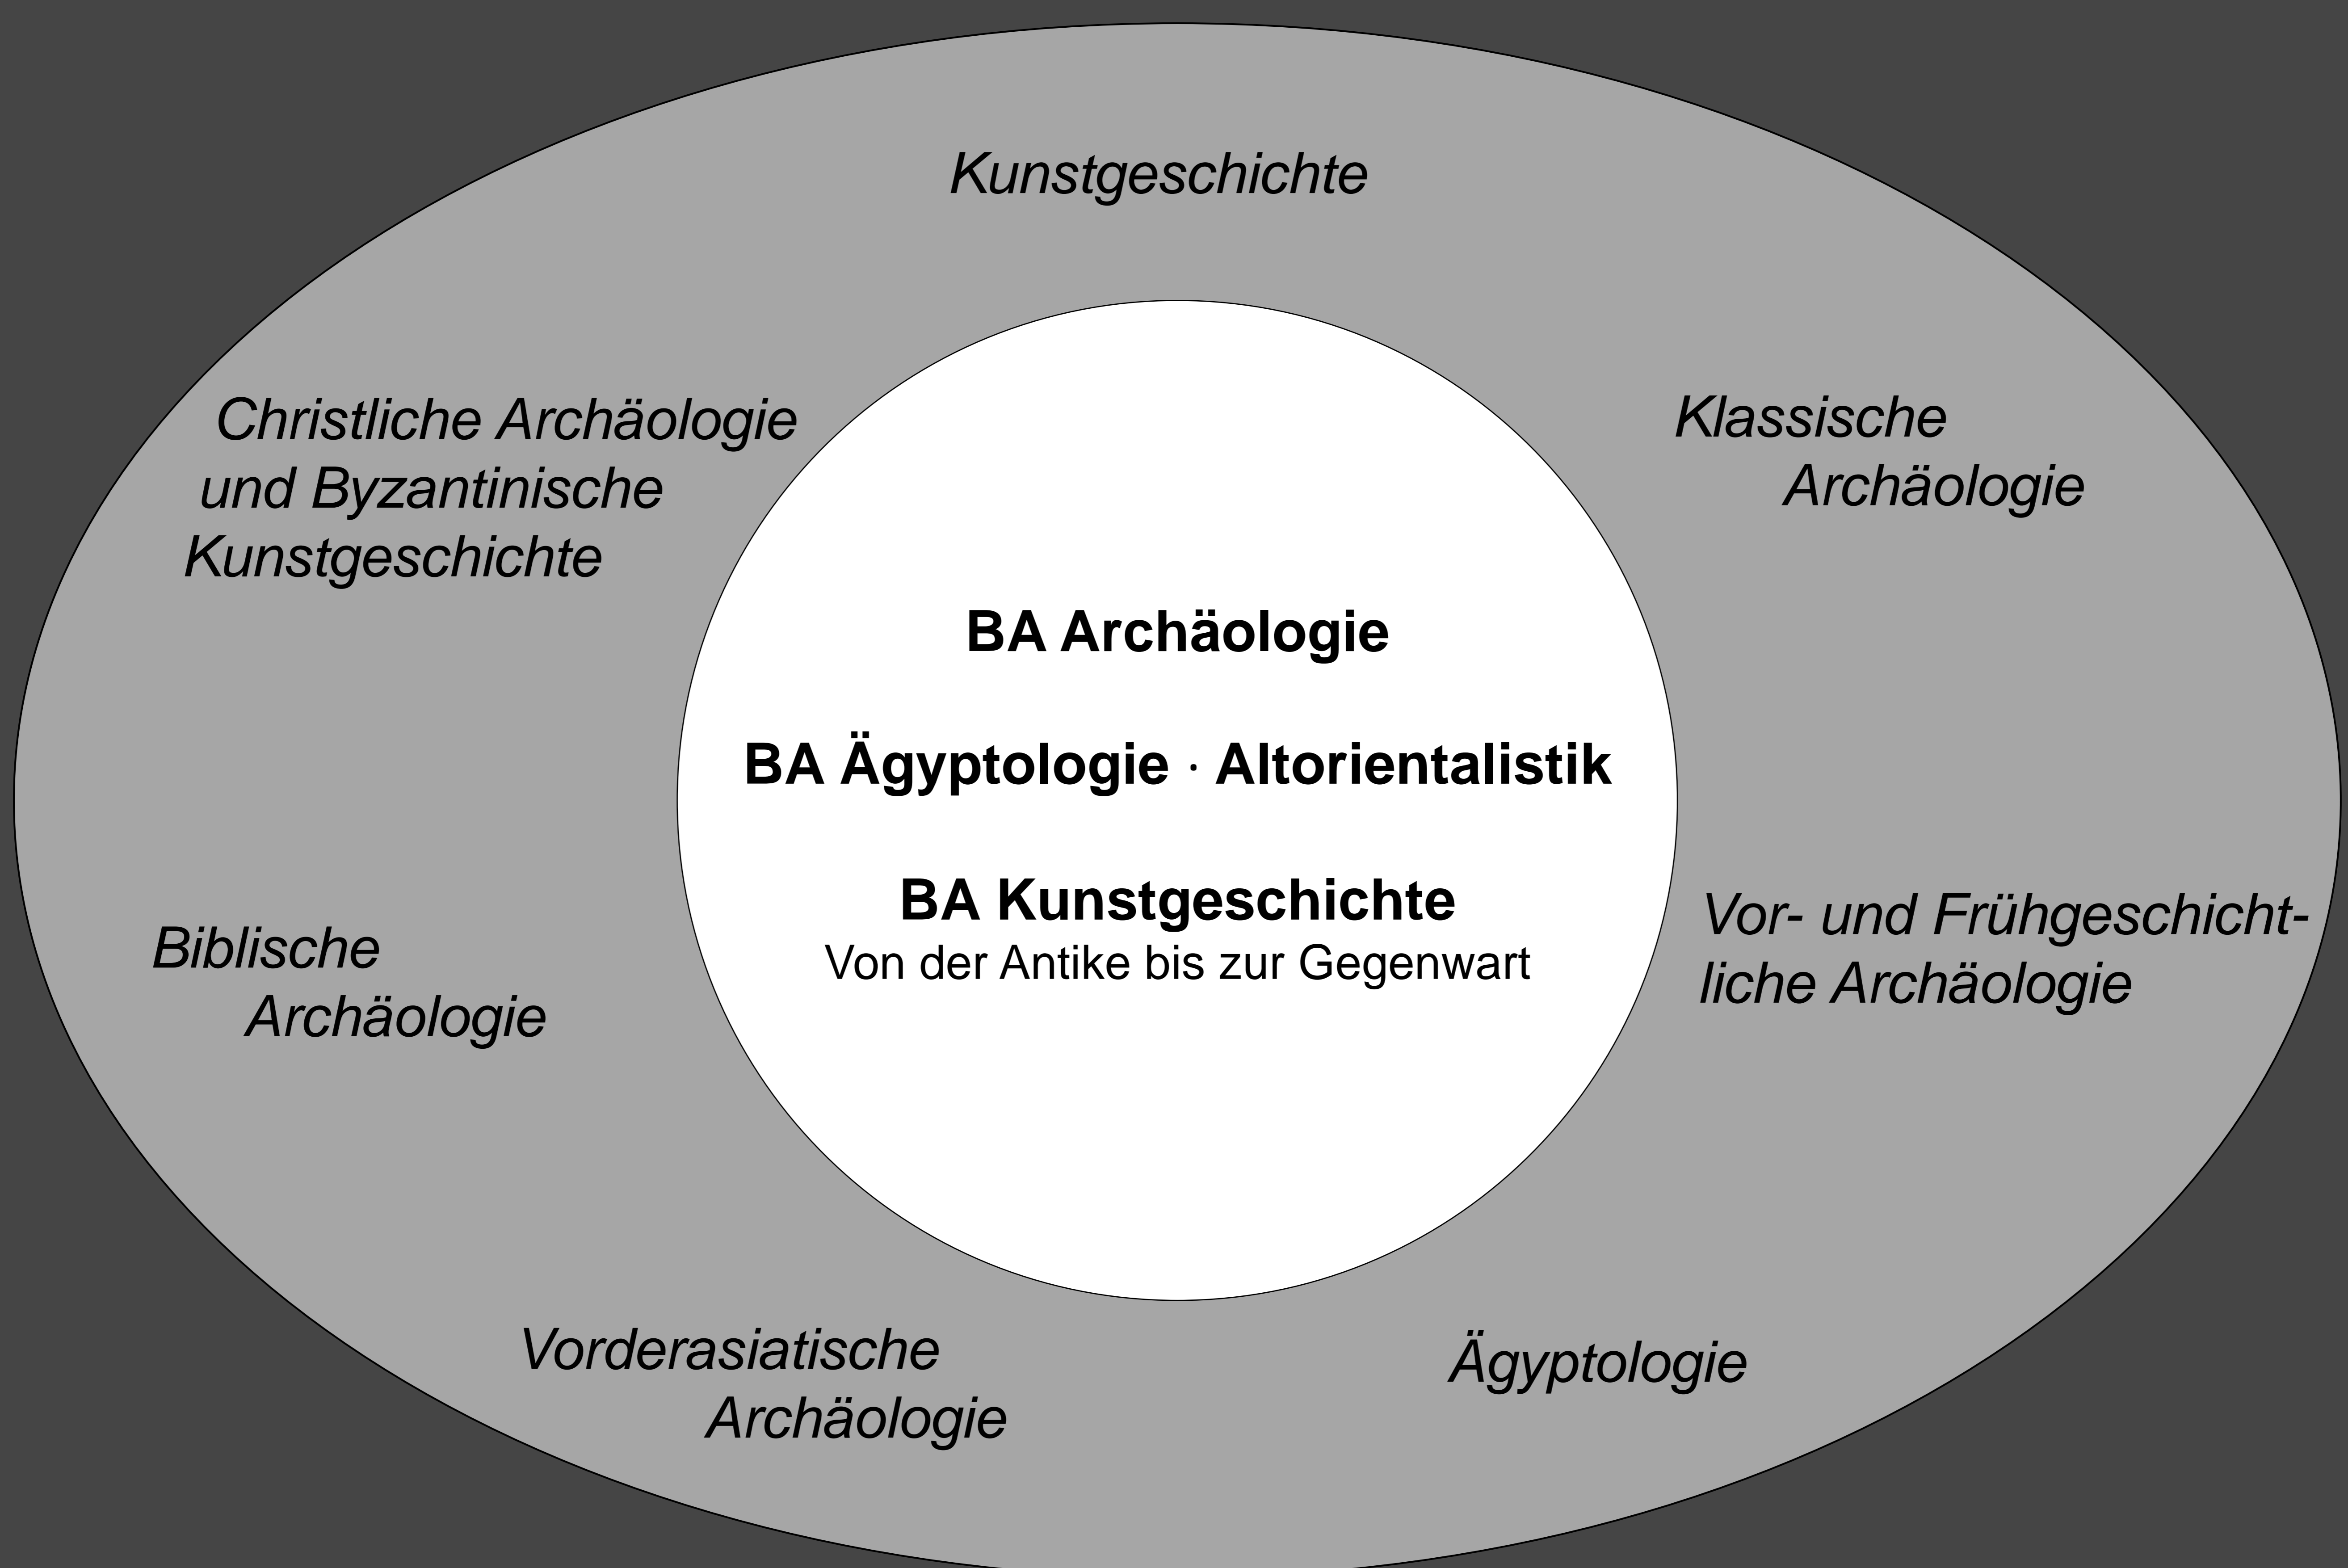 Kunstgeschichte
Christliche Archäologie
und Byzantinische
Kunstgeschichte
Klassische
Archäologie
BA Archäologie
BA Ägyptologie · Altorientalistik
BA Kunstgeschichte
Von der Antike bis zur Gegenwart
Biblische
Archäologie
Vor- und Frühgeschicht-
liche Archäologie
Vorderasiatische
Archäologie
Ägyptologie